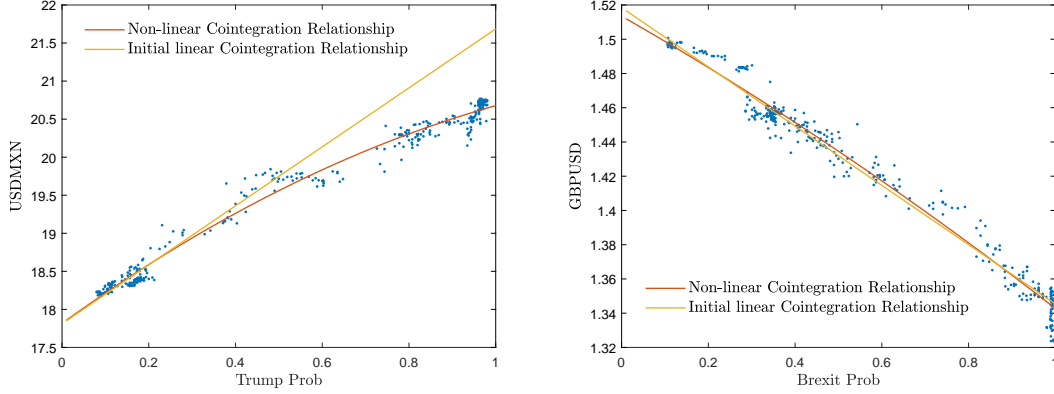 22
21.5
21
20.5
20
19.5
19
18.5
18
17.5
0 0.2 0.4 0.6 0.8 1
USDMXN
Trump Prob
Non-linear Cointegration Relationship
Initial linear Cointegration Relationship
1.52
1.5
1.48
1.46
1.44
1.42
1.4
1.38
1.36
1.34
1.32
0 0.2 0.4 0.6 0.8 1
GBPUSD
Brexit Prob
Non-linear Cointegration Relationship
Initial linear Cointegration Relationship